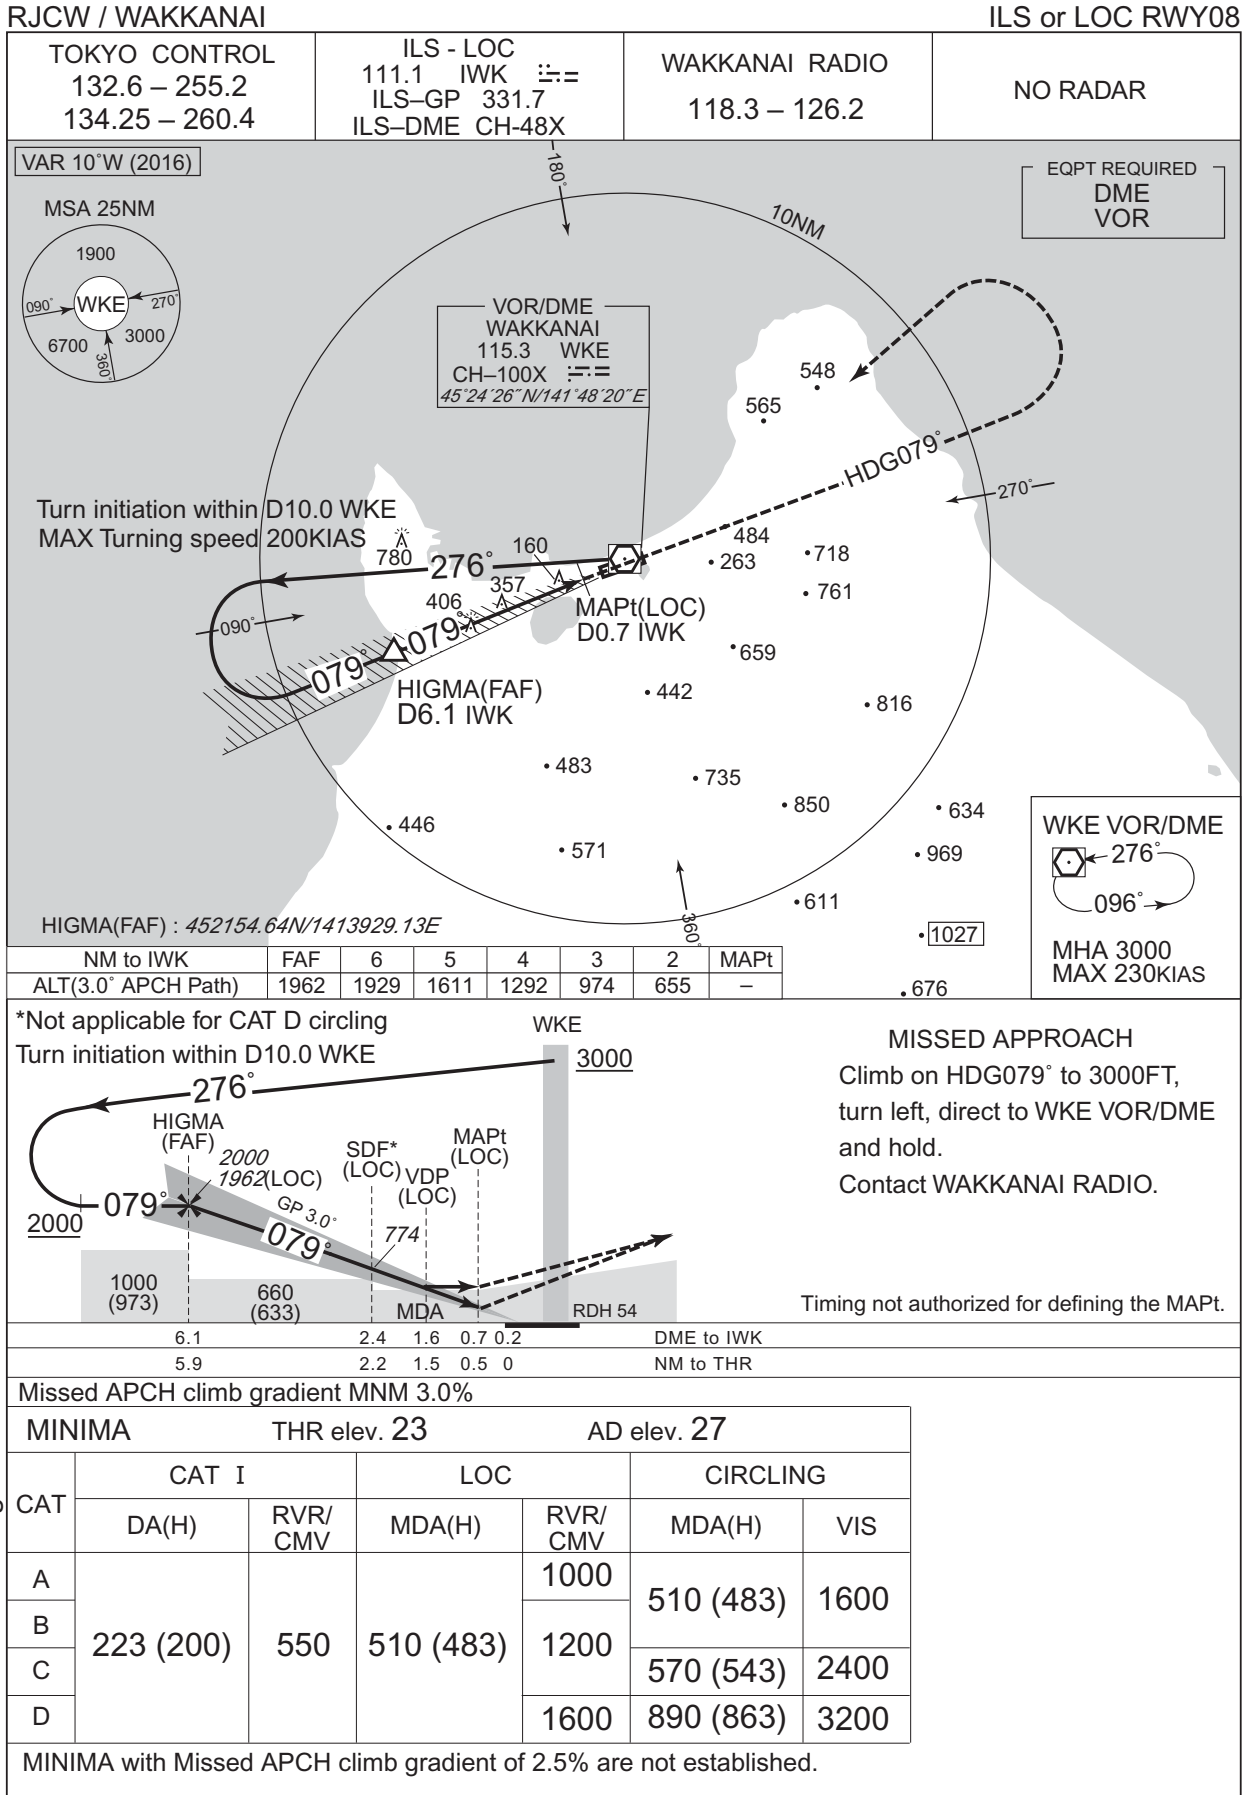 RJCW / WAKKANAI
ILS or LOC RWY08
TOKYO CONTROL
132.6 – 255.2
134.25 – 260.4
ILS - LOC
111.1 IWK
ILS–GP 331.7
ILS–DME CH-48X
WAKKANAI RADIO
118.3 – 126.2
NO RADAR
VAR 10˚W (2016)
MSA 25NM
1900
090˚
WKE
270˚
6700
3000
360˚
180˚
10NM
EQPT REQUIRED
DME
VOR
VOR/DME
WAKKANAI
115.3 WKE
CH–100X
45˚24´26˝N/141˚48´20˝E
548
565
HDG079˚
270˚
Turn initiation within D10.0 WKE
MAX Turning speed 200KIAS
780
276˚
160
484
263
718
357
406
761
MAPt(LOC)
D0.7 IWK
090˚
079˚
079˚
659
HIGMA(FAF)
D6.1 IWK
442
816
483
735
850
634
446
571
969
611
1027
676
360˚
WKE VOR/DME
276˚
096˚
MHA 3000
MAX 230KIAS
HIGMA(FAF) : 452154.64N/1413929.13E
NM to IWK FAF 6 5 4 3 2 MAPt
ALT(3.0˚ APCH Path) 1962 1929 1611 1292 974 655 –
*Not applicable for CAT D circling
Turn initiation within D10.0 WKE
WKE
3000
276˚
HIGMA
(FAF)
2000
1962(LOC)
SDF*
(LOC)
VDP
(LOC)
MAPt
(LOC)
GP 3.0˚
2000
079˚
079˚
774
1000
(973)
660
(633)
MDA
RDH 54
MISSED APPROACH
Climb on HDG079˚ to 3000FT,
turn left, direct to WKE VOR/DME
and hold.
Contact WAKKANAI RADIO.
Timing not authorized for defining the MAPt.
6.1 2.4 1.6 0.7 0.2 DME to IWK
5.9 2.2 1.5 0.5 0 NM to THR
Missed APCH climb gradient MNM 3.0%
MINIMA THR elev. 23 AD elev. 27
CAT
CAT I
LOC
CIRCLING
DA(H)
RVR/
CMV
MDA(H)
RVR/
CMV
MDA(H)
VIS
A
B
C
D
223 (200)
550
510 (483)
1000
1200
1600
510 (483)
1600
570 (543)
2400
890 (863)
3200
MINIMA with Missed APCH climb gradient of 2.5% are not established.